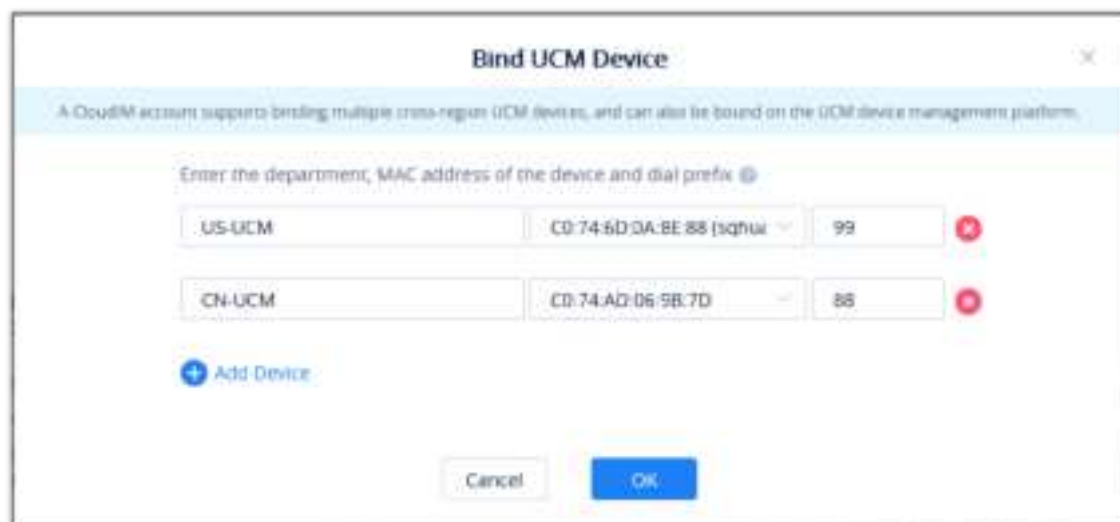 Bind UCM Device
A CloudIM account supports binding multiple cross-region UCM devices, and can also be bound on the UCM device management platform.
Enter the department, MAC address of the device and dial prefix
US-UCM C0:74:6D:0A:8E:88 (sqhua 99
CN-UCM C0:74:AD:06:9B:7D 88
Add Device
Cancel OK